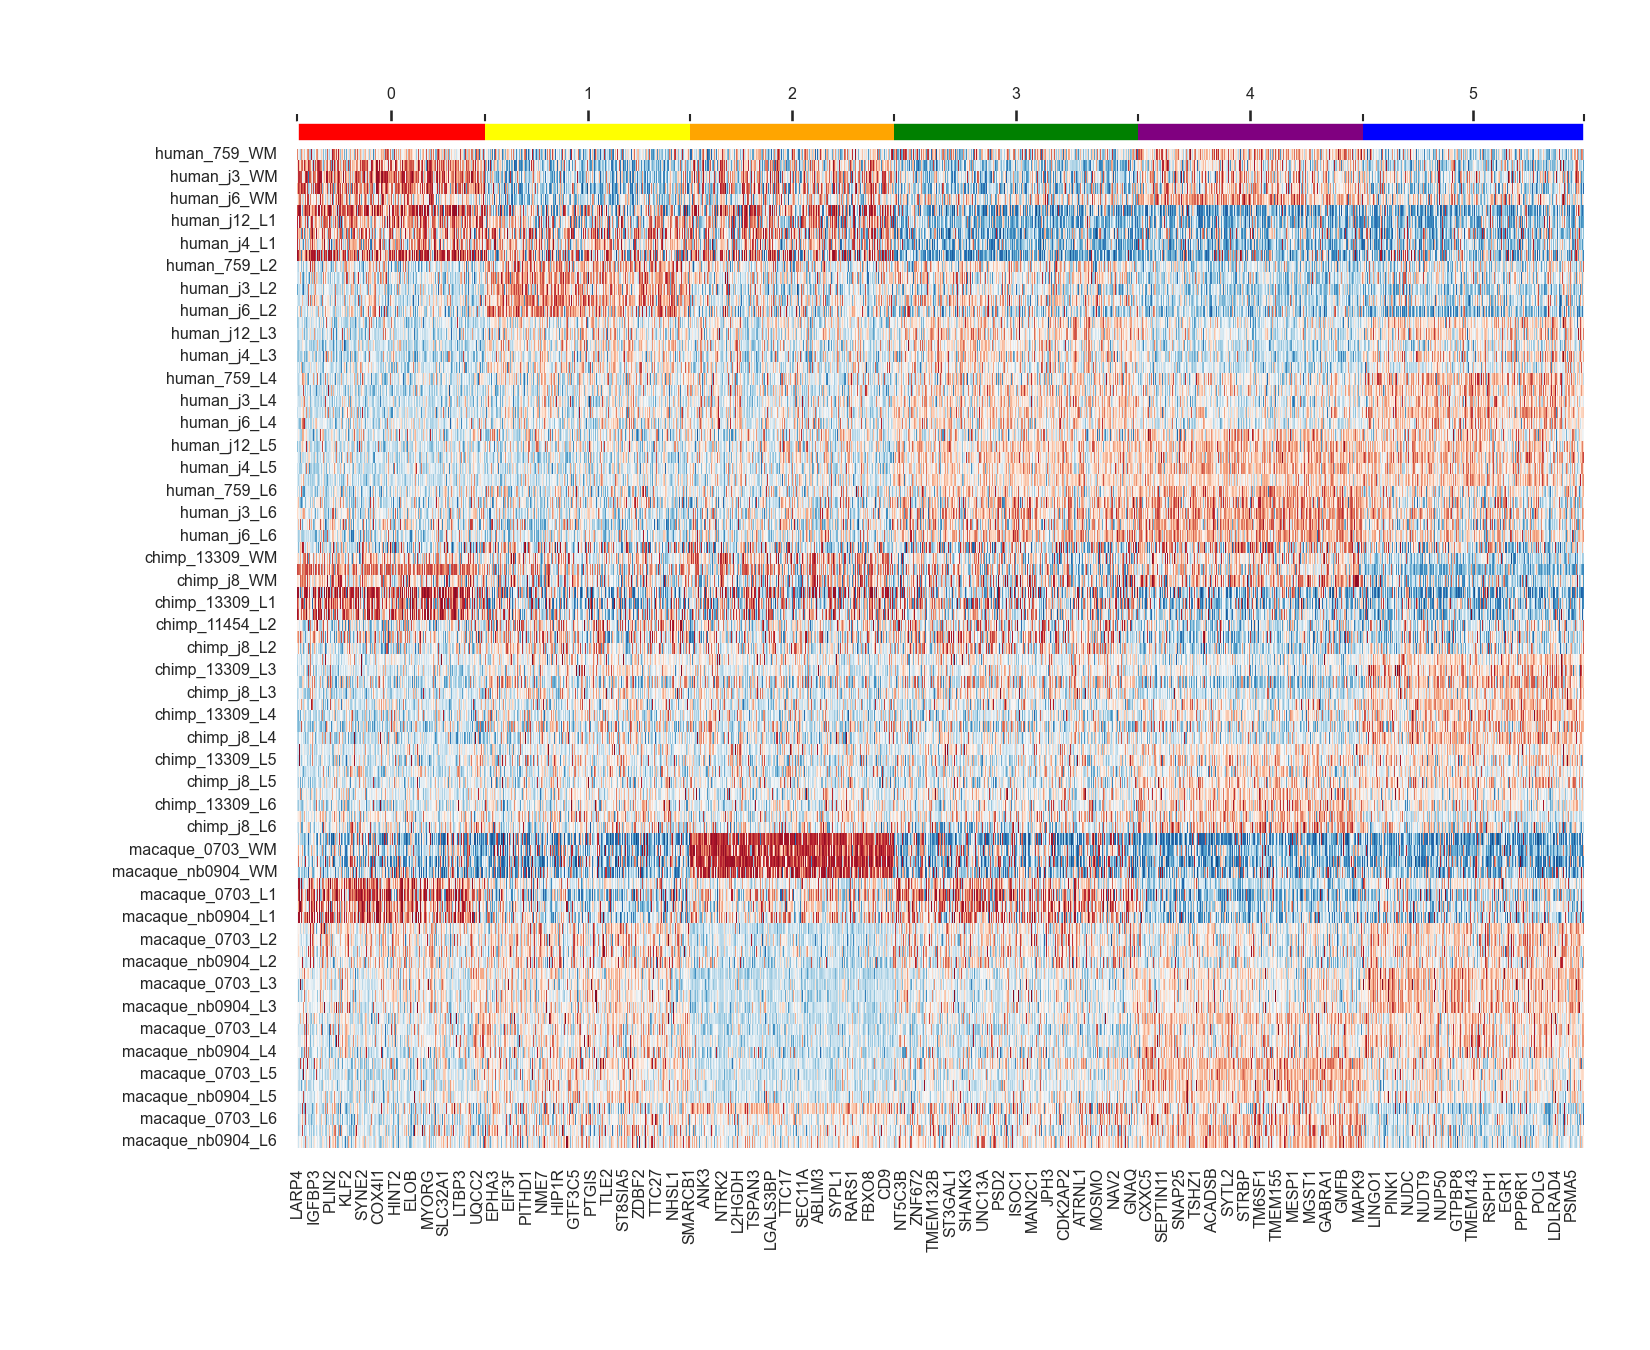 0 1 2 3 4 5
human_759_WM
human_j3_WM
human_j6_WM
human_j12_L1
human_j4_L1
human_759_L2
human_j3_L2
human_j6_L2
human_j12_L3
human_j4_L3
human_759_L4
human_j3_L4
human_j6_L4
human_j12_L5
human_j4_L5
human_759_L6
human_j3_L6
human_j6_L6
chimp_13309_WM
chimp_j8_WM
chimp_13309_L1
chimp_11454_L2
chimp_j8_L2
chimp_13309_L3
chimp_j8_L3
chimp_13309_L4
chimp_j8_L4
chimp_13309_L5
chimp_j8_L5
chimp_13309_L6
chimp_j8_L6
macaque_0703_WM
macaque_nb0904_WM
macaque_0703_L1
macaque_nb0904_L1
macaque_0703_L2
macaque_nb0904_L2
macaque_0703_L3
macaque_nb0904_L3
macaque_0703_L4
macaque_nb0904_L4
macaque_0703_L5
macaque_nb0904_L5
macaque_0703_L6
macaque_nb0904_L6
LARP4
IGFBP3
PLIN2
KLF2
SYNE2
COX4I1
HINT2
ELOB
MYORG
SLC32A1
LTBP3
UQCC2
EPHA3
EIF3F
PITHD1
NME7
HIP1R
GTF3C5
PTGIS
TLE2
ST8SIA5
ZDBF2
TTC27
NHSL1
SMARCB1
ANK3
NTRK2
L2HGDH
TSPAN3
LGALS3BP
TTC17
SEC11A
ABLIM3
SYPL1
RARS1
FBXO8
CD9
NT5C3B
ZNF672
TMEM132B
ST3GAL1
SHANK3
UNC13A
PSD2
ISOC1
MAN2C1
JPH3
CDK2AP2
ATRNL1
MOSMO
NAV2
GNAQ
CXXC5
SEPTIN11
SNAP25
TSHZ1
ACADSB
SYTL2
STRBP
TM6SF1
TMEM155
MESP1
MGST1
GABRA1
GMFB
MAPK9
LINGO1
PINK1
NUDC
NUDT9
NUP50
GTPBP8
TMEM143
RSPH1
EGR1
PPP6R1
POLG
LDLRAD4
PSMA5